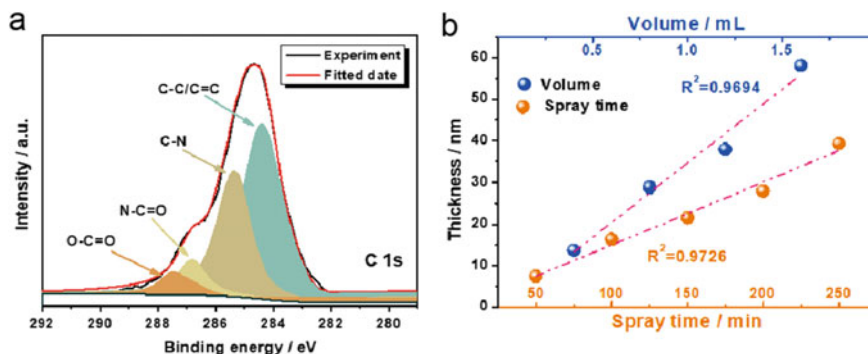 a
Experiment
Fitted date
C-C/C=C
C-N
N-C=O
O-C=O
C 1s
Intensity / a.u.
292 290 288 286 284 282 280
Binding energy / eV
b
Volume / mL
0.5 1.0 1.5
60
50
40
30
20
10
0
Thickness / nm
Volume
Spray time
R²=0.9694
R²=0.9726
50 100 150 200 250
Spray time / min